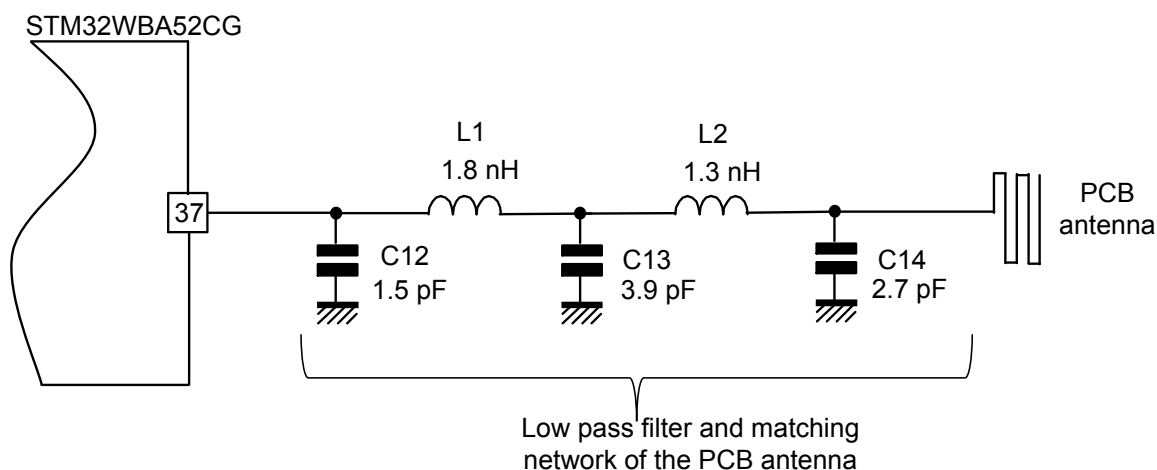 STM32WBA52CG
37
L1
1.8 nH
L2
1.3 nH
C12
1.5 pF
C13
3.9 pF
C14
2.7 pF
PCB
antenna
Low pass filter and matching
network of the PCB antenna